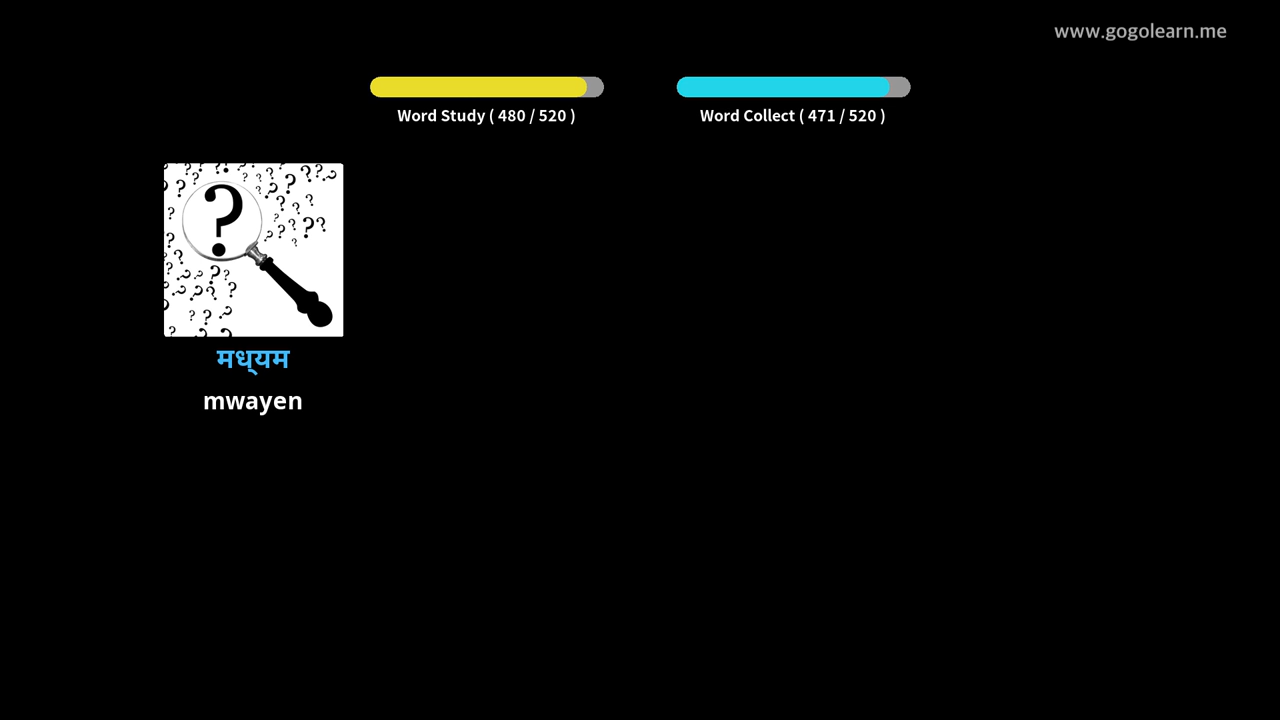 www.gogolearn.me
Word Study ( 480 / 520 )
Word Collect ( 471 / 520 )
?
मध्यम
mwayen